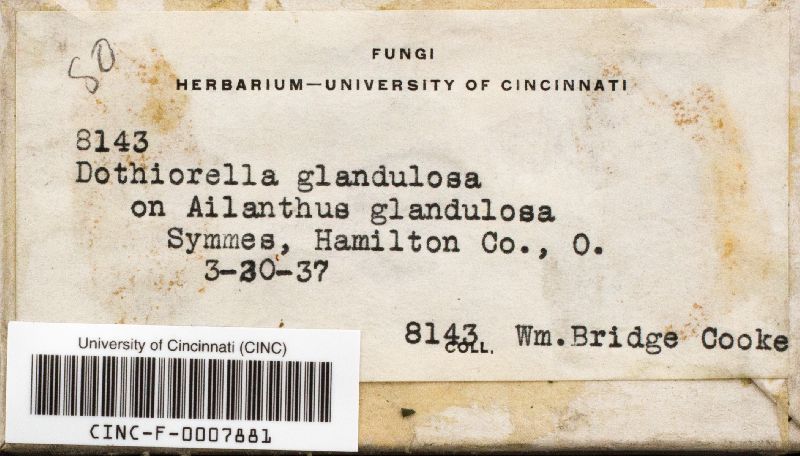 SD
FUNGI
HERBARIUM—UNIVERSITY OF CINCINNATI
8143
Dothiorella glandulosa
on Ailanthus glandulosa
Symmes, Hamilton Co., O.
3-20-37
8143 Wm.Bridge Cooke
COLL.
University of Cincinnati (CINC)
CINC-F-0007881